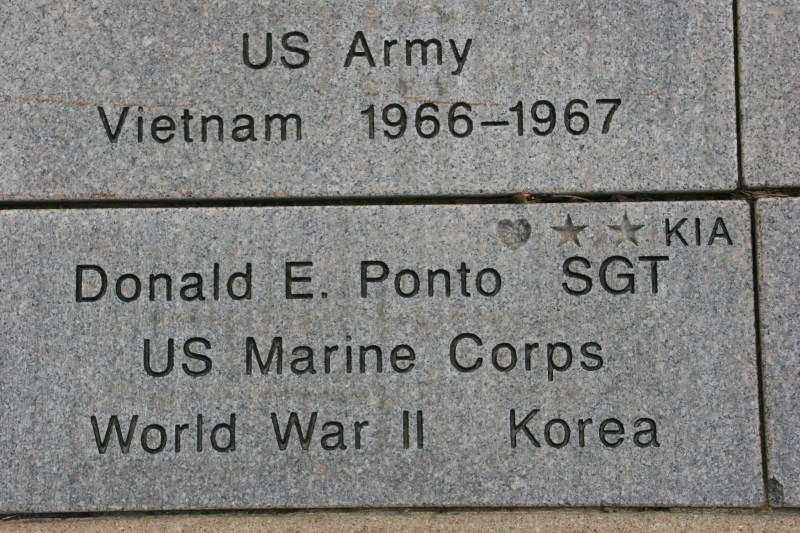 US Army
Vietnam 1966–1967
KIA
Donald E. Ponto SGT
US Marine Corps
World War II Korea